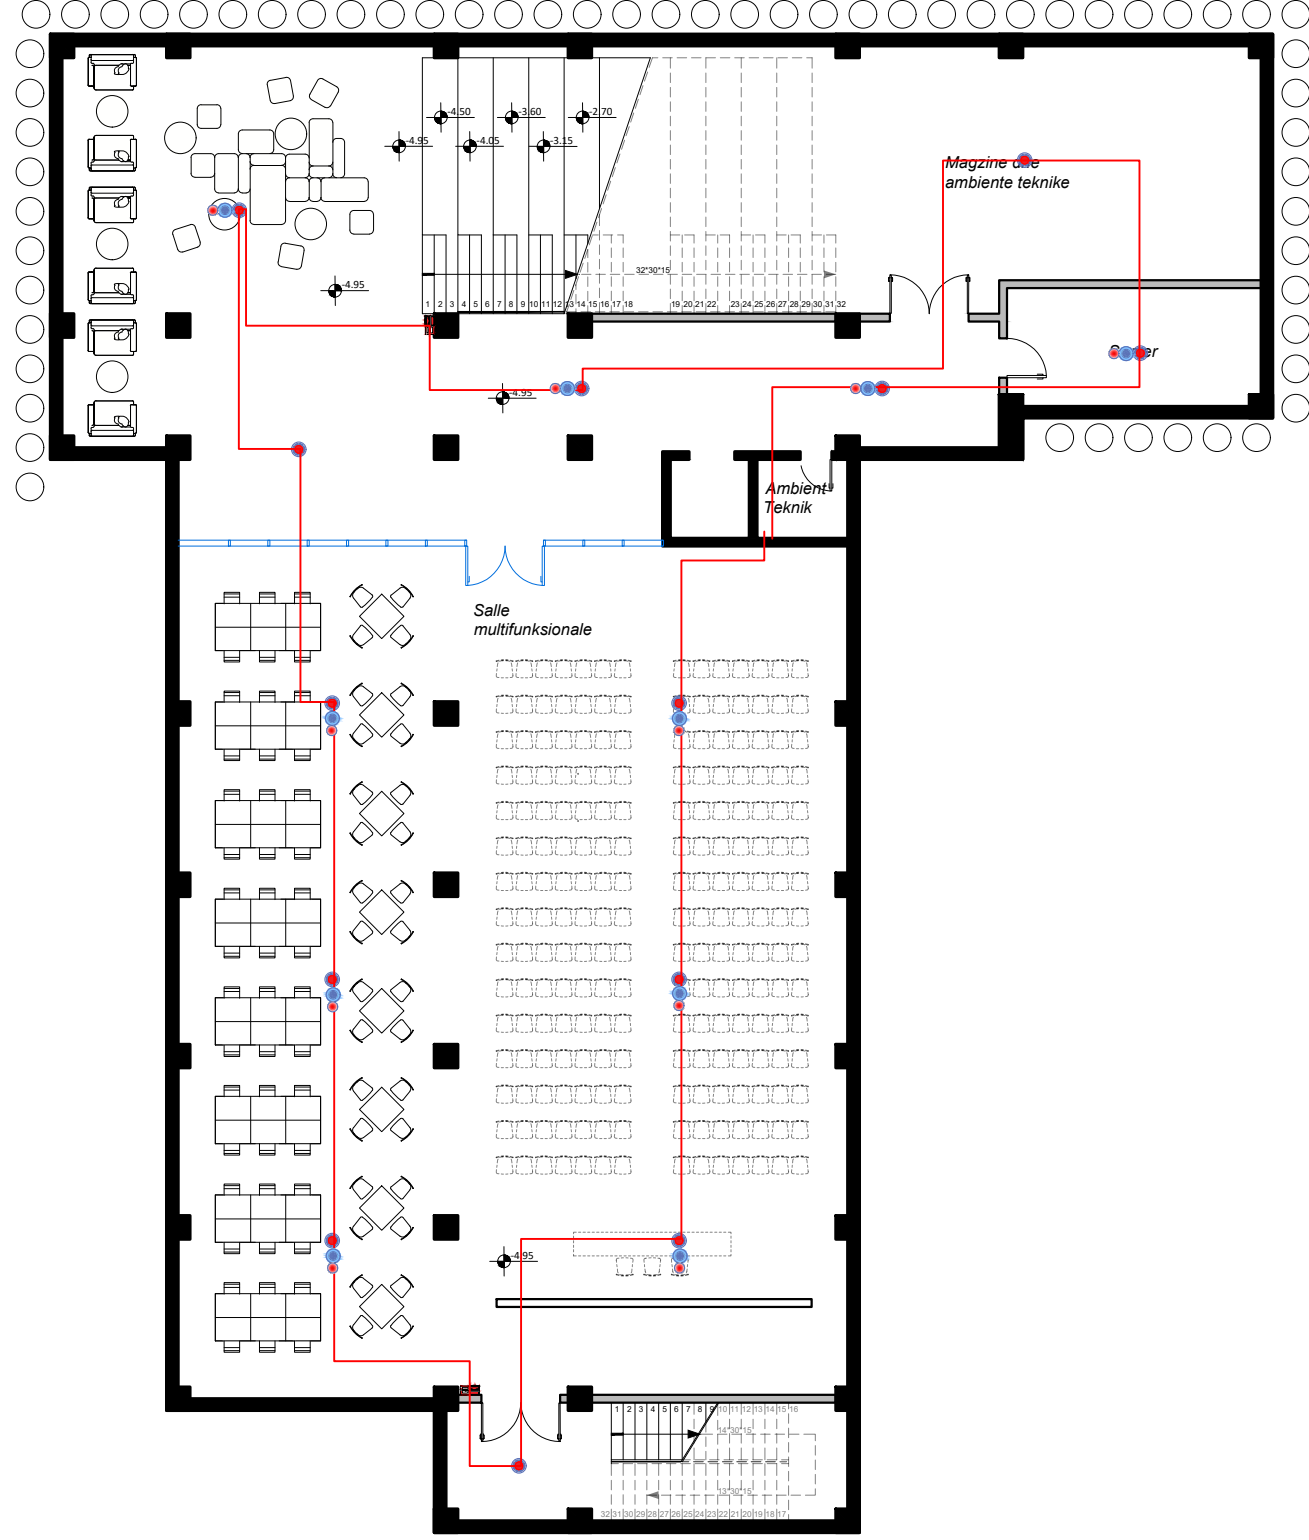 -4.50
-3.60
-2.70
-4.95
-4.05
-3.15
Magzine dhe
ambiente teknike
32*30*15
-4.95
1 2 3 4 5 6 7 8 9 10 11 12 13 14 15 16 17 18 19 20 21 22 23 24 25 26 27 28 29 30 31 32
-4.95
Ambient
Teknik
Salle
multifunksionale
-4.95
1 2 3 4 5 6 7 8 9 10 11 12 13 14 15 16
14*30*15
13*30*15
32 31 30 29 28 27 26 25 24 23 22 21 20 19 18 17